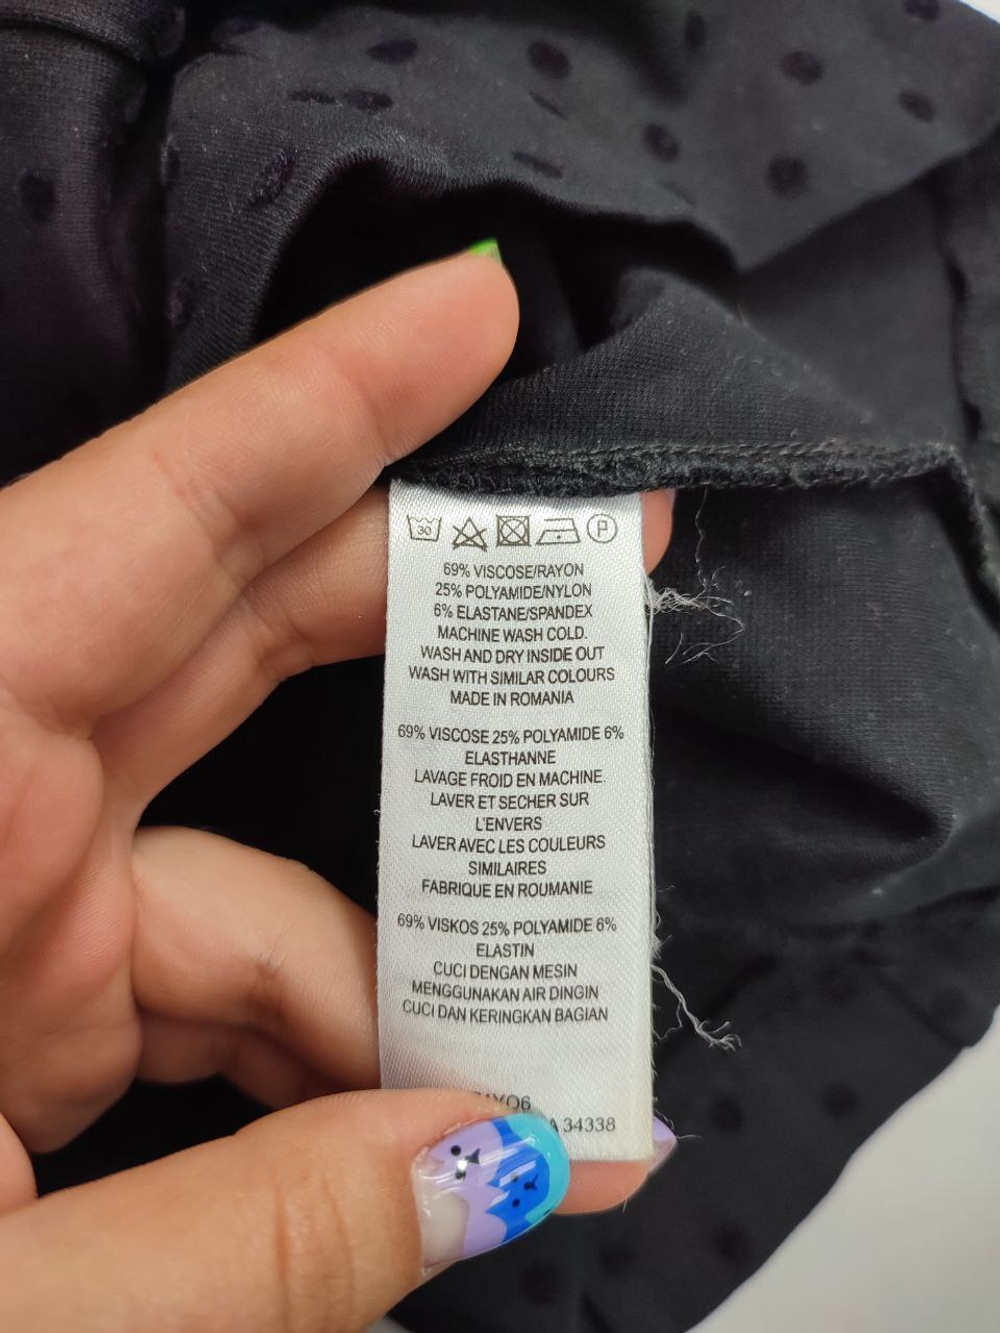 30 P
69% VISCOSE/RAYON
25% POLYAMIDE/NYLON
6% ELASTANE/SPANDEX
MACHINE WASH COLD.
WASH AND DRY INSIDE OUT
WASH WITH SIMILAR COLOURS
MADE IN ROMANIA
69% VISCOSE 25% POLYAMIDE 6%
ELASTHANNE
LAVAGE FROID EN MACHINE.
LAVER ET SECHER SUR
L'ENVERS
LAVER AVEC LES COULEURS
SIMILAIRES
FABRIQUE EN ROUMANIE
69% VISKOS 25% POLYAMIDE 6%
ELASTIN
CUCI DENGAN MESIN
MENGGUNAKAN AIR DINGIN
CUCI DAN KERINGKAN BAGIAN
A 34338